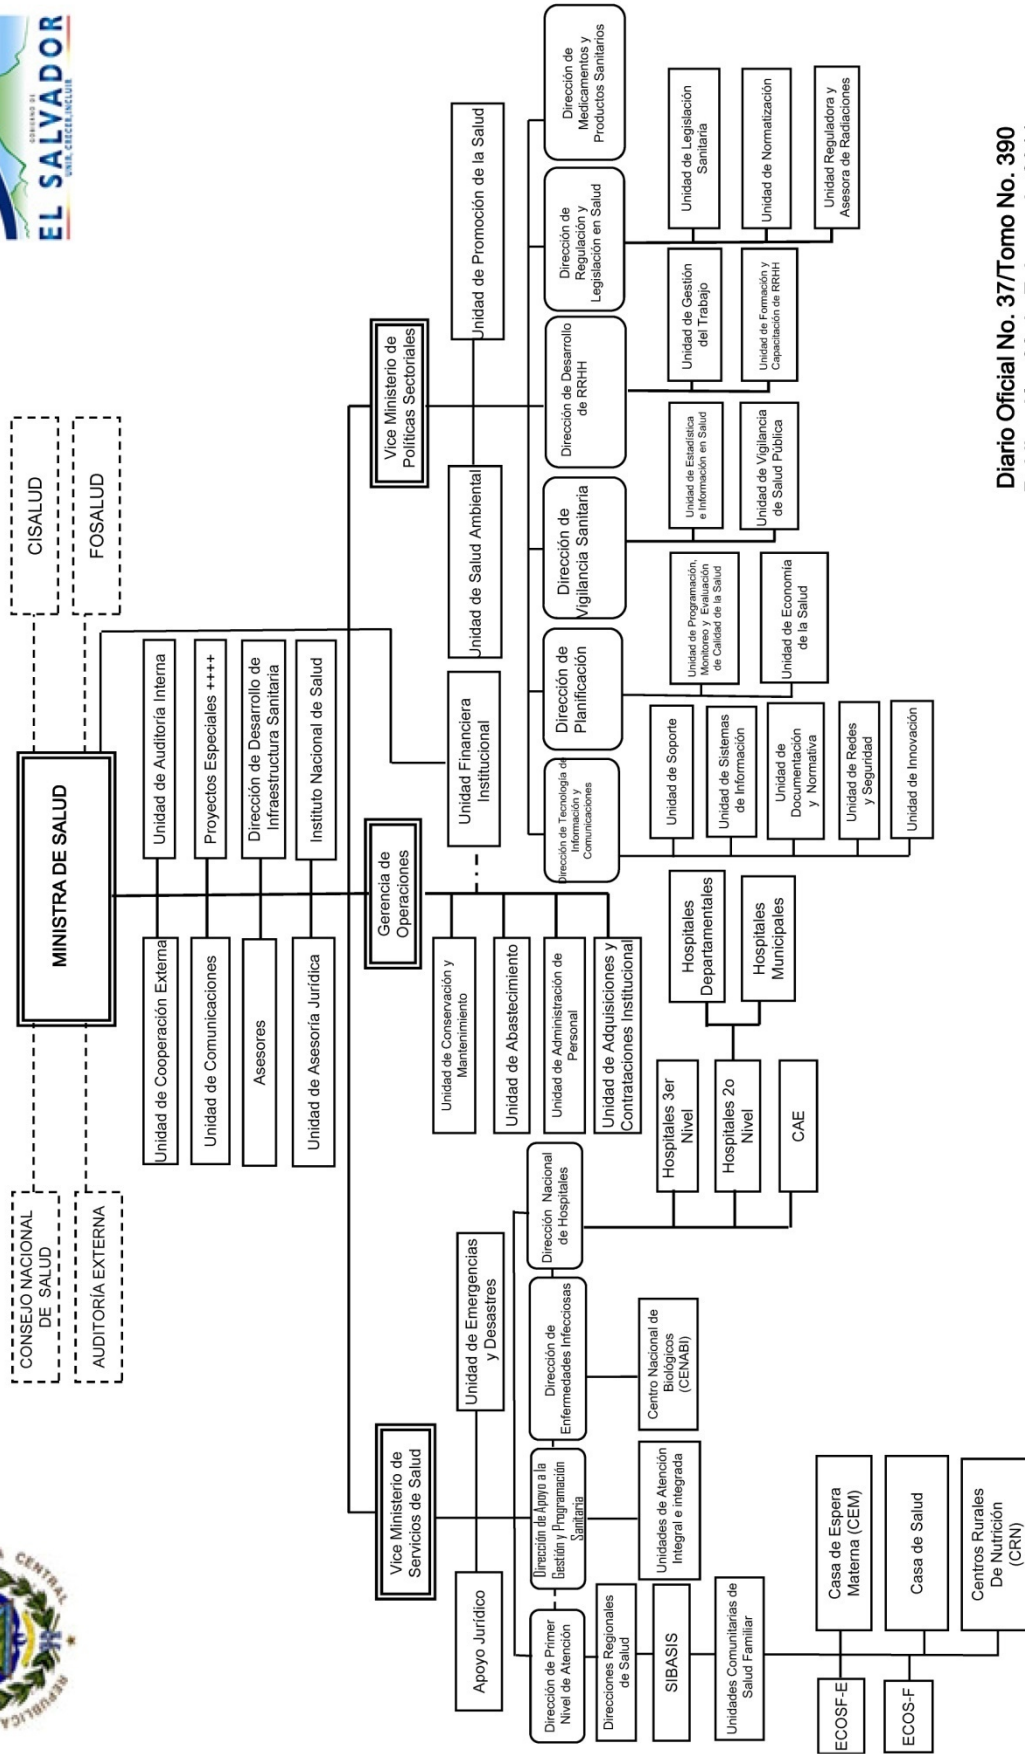 CENTRAL
REPUBLICA
GOBIERNO DE
EL SALVADOR
UNIR, CRECER, INCLUIR
CONSEJO NACIONAL
DE SALUD
AUDITORÍA EXTERNA
MINISTRA DE SALUD
CISALUD
FOSALUD
Unidad de Cooperación Externa
Unidad de Auditoría Interna
Unidad de Comunicaciones
Proyectos Especiales ++++
Asesores
Dirección de Desarrollo de
Infraestructura Sanitaria
Unidad de Asesoría Jurídica
Instituto Nacional de Salud
Vice Ministerio de
Servicios de Salud
Gerencia de
Operaciones
Vice Ministerio de
Políticas Sectoriales
Apoyo Jurídico
Unidad de Emergencias
y Desastres
Unidad de Conservación y
Mantenimiento
Unidad de Abastecimiento
Unidad de Administración de
Personal
Unidad de Adquisiciones y
Contrataciones Institucional
Unidad Financiera
Institucional
Unidad de Salud Ambiental
Unidad de Promoción de la Salud
Dirección de Primer
Nivel de Atención
Dirección de Apoyo a la
Gestión y Programación
Sanitaria
Dirección de
Enfermedades Infecciosas
Dirección Nacional
de Hospitales
Dirección de Tecnología de
Información y
Comunicaciones
Dirección de
Planificación
Dirección de
Vigilancia Sanitaria
Dirección de Desarrollo
de RRHH
Dirección de
Regulación y
Legislación en Salud
Dirección de
Medicamentos y
Productos Sanitarios
Direcciones Regionales
de Salud
SIBASIS
Unidades Comunitarias de
Salud Familiar
Unidades de Atención
Integral e integrada
Centro Nacional de
Biológicos
(CENABI)
Hospitales 3er
Nivel
Hospitales 2o
Nivel
CAE
Hospitales
Departamentales
Hospitales
Municipales
Unidad de Soporte
Unidad de Sistemas
de Información
Unidad de
Documentación
y Normativa
Unidad de Redes
y Seguridad
Unidad de Innovación
Unidad de Programación,
Monitoreo y Evaluación
de Calidad de la Salud
Unidad de Economía
de la Salud
Unidad de Estadística
e Información en Salud
Unidad de Vigilancia
de Salud Pública
Unidad de Gestión
del Trabajo
Unidad de Formación y
Capacitación de RRHH
Unidad de Legislación
Sanitaria
Unidad de Normatización
Unidad Reguladora y
Asesora de Radiaciones
ECOSF-E
Casa de Espera
Materna (CEM)
ECOS-F
Casa de Salud
Centros Rurales
De Nutrición
(CRN)
Diario Oficial No. 37/Tomo No. 390